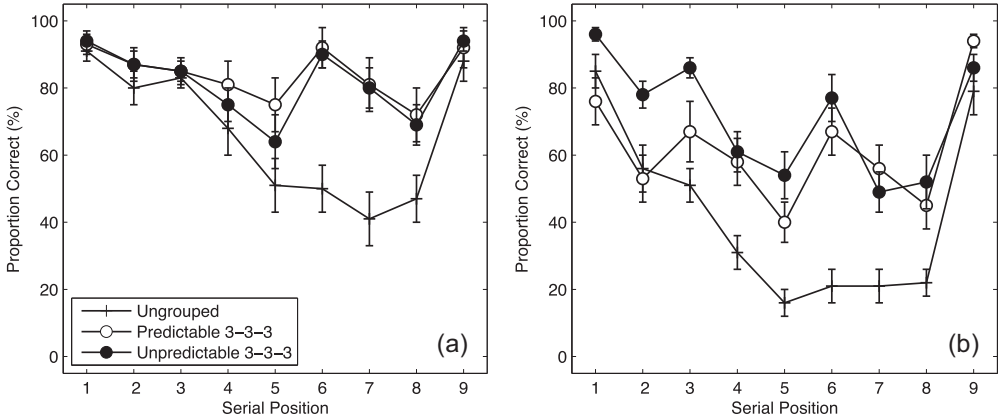 100
80
60
40
20
0
Proportion Correct (%)
Ungrouped
Predictable 3–3–3
Unpredictable 3–3–3
(a)
1 2 3 4 5 6 7 8 9
Serial Position
100
80
60
40
20
0
Proportion Correct (%)
(b)
1 2 3 4 5 6 7 8 9
Serial Position